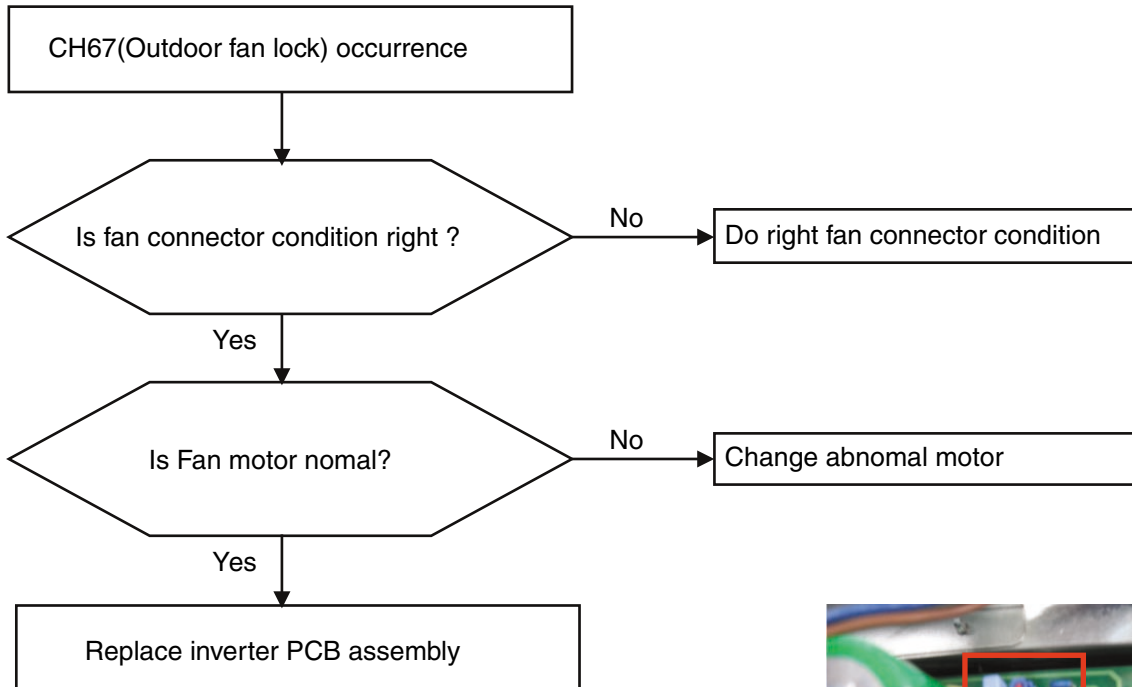 CH67(Outdoor fan lock) occurrence
Is fan connector condition right ?
No
Do right fan connector condition
Yes
Is Fan motor nomal?
No
Change abnomal motor
Yes
Replace inverter PCB assembly